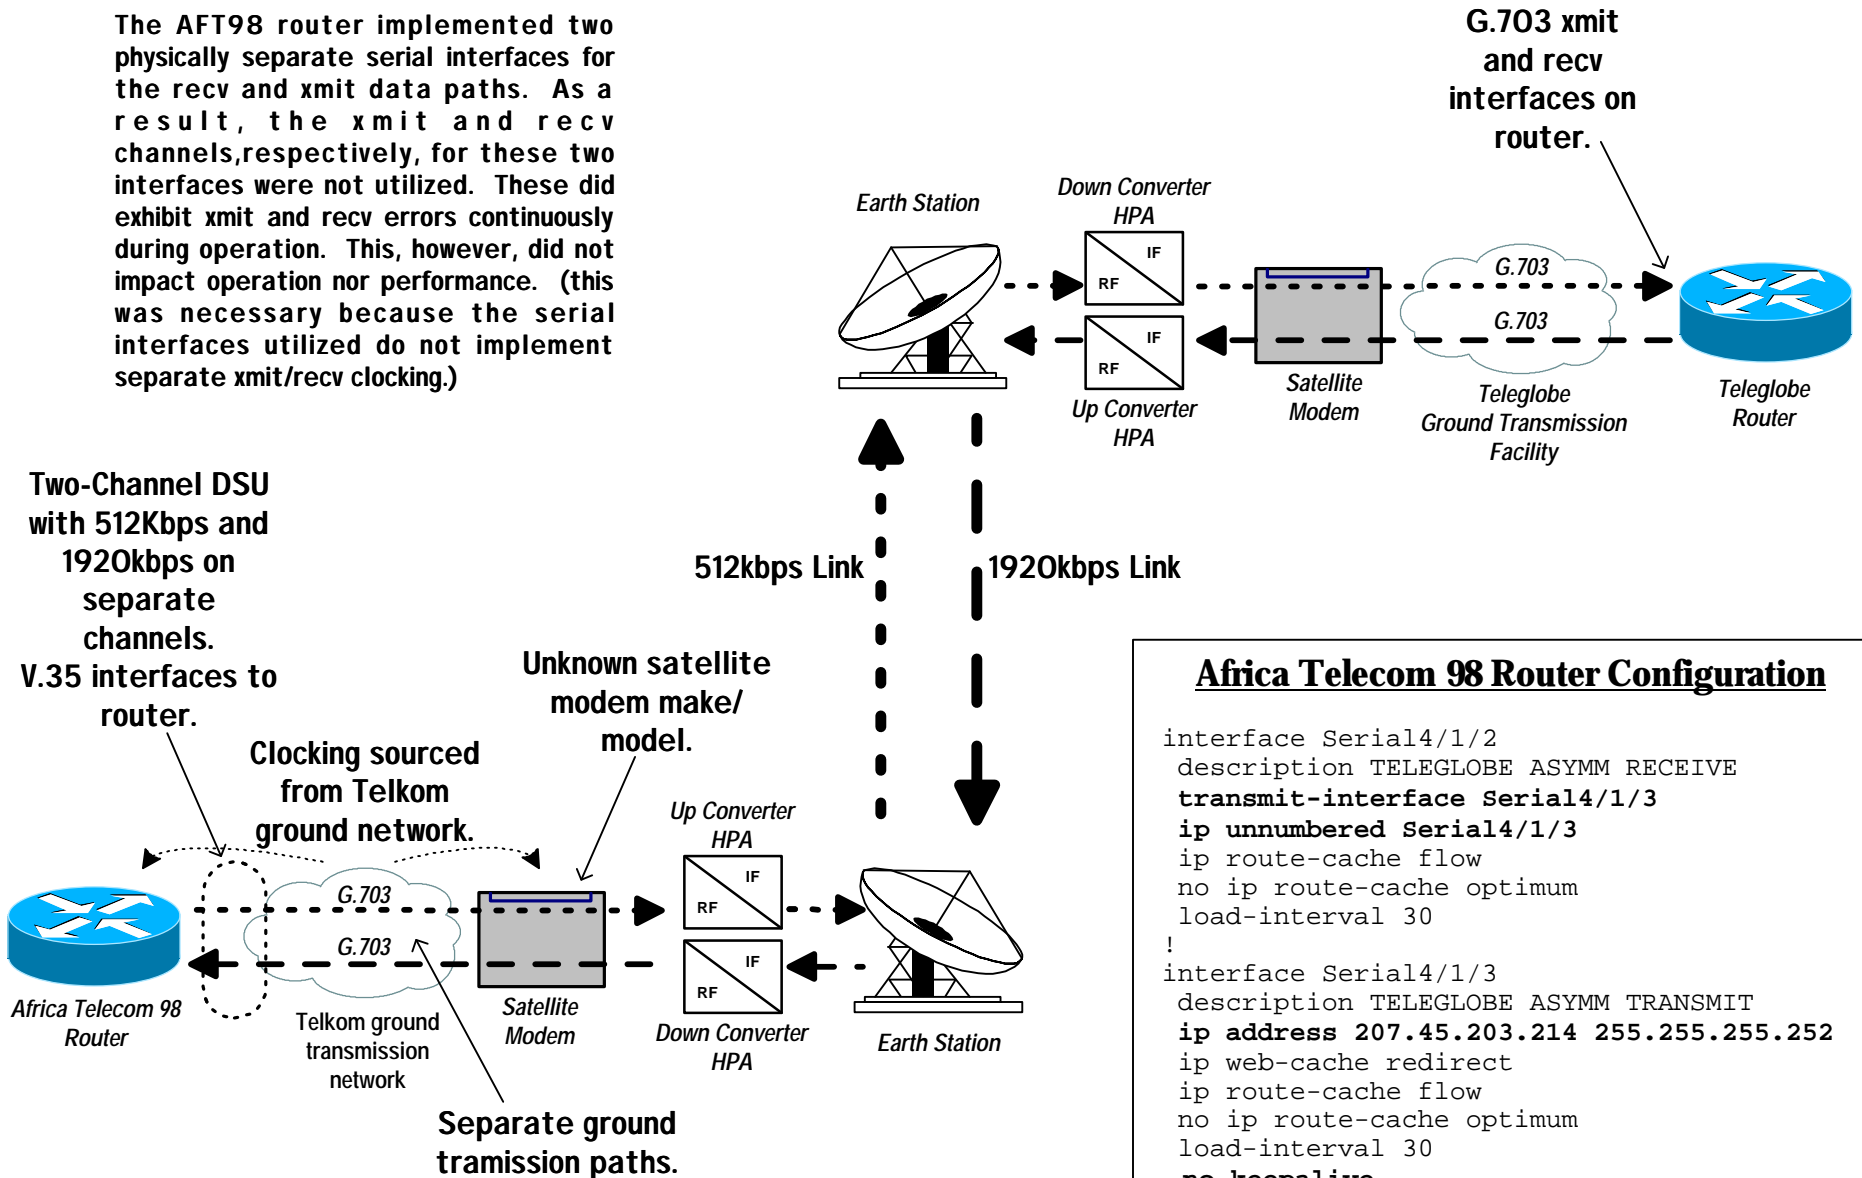 The AFT98 router implemented two
physically separate serial interfaces for
the recv and xmit data paths. As a
result, the xmit and recv
channels,respectively, for these two
interfaces were not utilized. These did
exhibit xmit and recv errors continuously
during operation. This, however, did not
impact operation nor performance. (this
was necessary because the serial
interfaces utilized do not implement
separate xmit/recv clocking.)
G.703 xmit
and recv
interfaces on
router.
Earth Station
Down Converter
HPA
IF
RF
IF
RF
Up Converter
HPA
Satellite
Modem
G.703
G.703
Teleglobe
Ground Transmission
Facility
Teleglobe
Router
Two-Channel DSU
with 512Kbps and
1920kbps on
separate
channels.
V.35 interfaces to
router.
512kbps Link
1920kbps Link
Unknown satellite
modem make/
model.
Clocking sourced
from Telkom
ground network.
Up Converter
HPA
IF
RF
IF
RF
Down Converter
HPA
G.703
G.703
Africa Telecom 98
Router
Telkom ground
transmission
network
Satellite
Modem
Earth Station
Separate ground
tramission paths.
Africa Telecom 98 Router Configuration
interface Serial4/1/2
description TELEGLOBE ASYMM RECEIVE
transmit-interface Serial4/1/3
ip unnumbered Serial4/1/3
ip route-cache flow
no ip route-cache optimum
load-interval 30
!
interface Serial4/1/3
description TELEGLOBE ASYMM TRANSMIT
ip address 207.45.203.214 255.255.255.252
ip web-cache redirect
ip route-cache flow
no ip route-cache optimum
load-interval 30
no keepalive